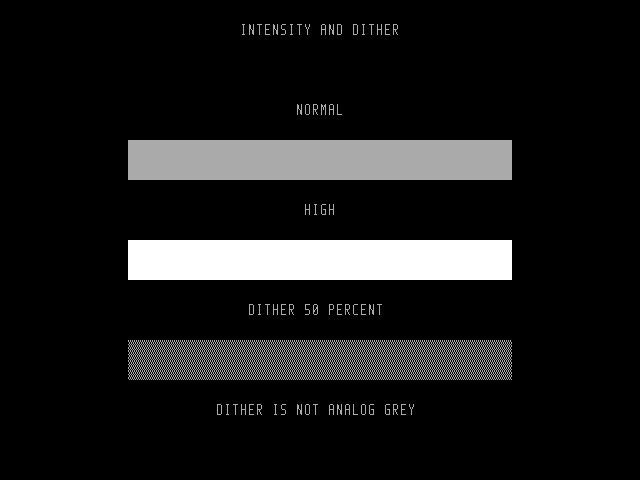 INTENSITY AND DITHER
NORMAL
HIGH
DITHER 50 PERCENT
DITHER IS NOT ANALOG GREY